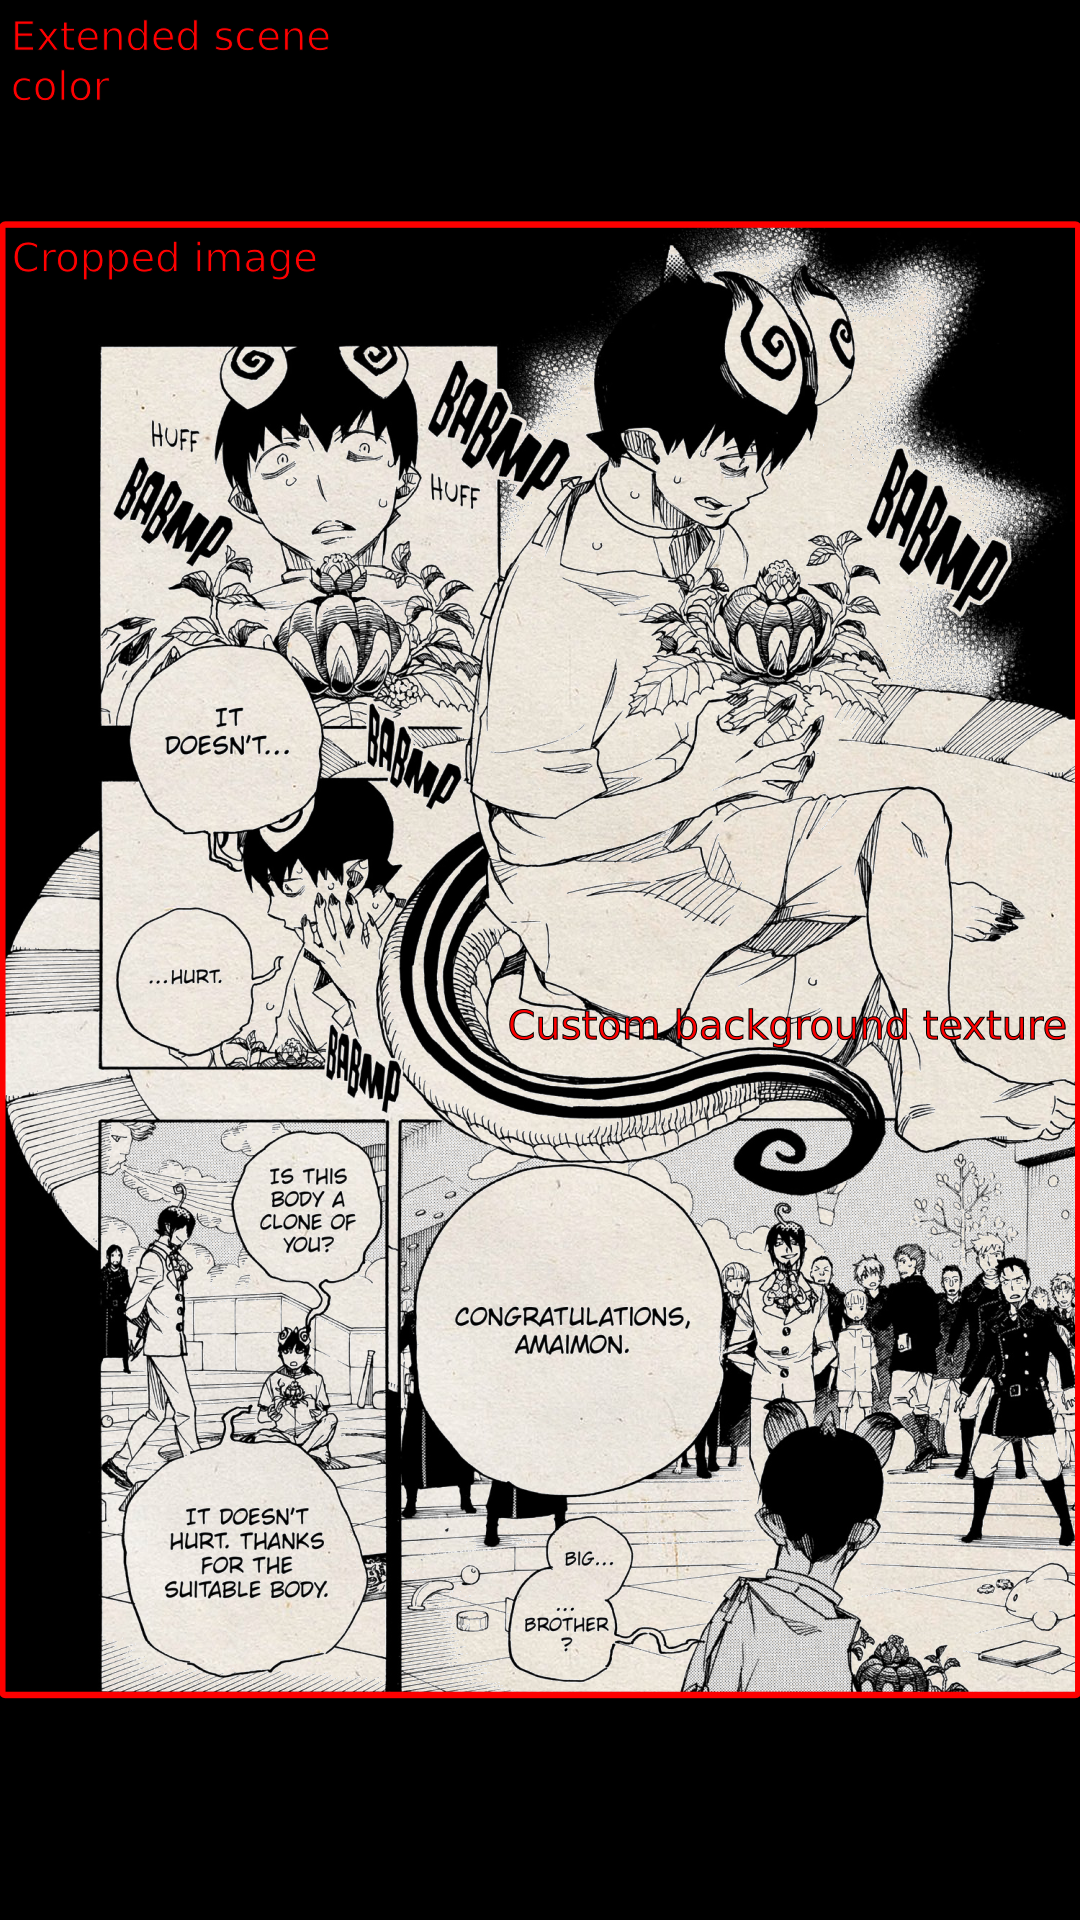 Extended scene
color
Cropped image
HUFF
BABMP
BABMP
HUFF
BABMP
IT
DOESN'T...
BABMP
...HURT.
Custom background texture
BABMP
IS THIS
BODY A
CLONE OF
YOU?
IT DOESN'T
HURT. THANKS
FOR THE
SUITABLE BODY.
CONGRATULATIONS,
AMAIMON.
BIG...
...
BROTHER
?